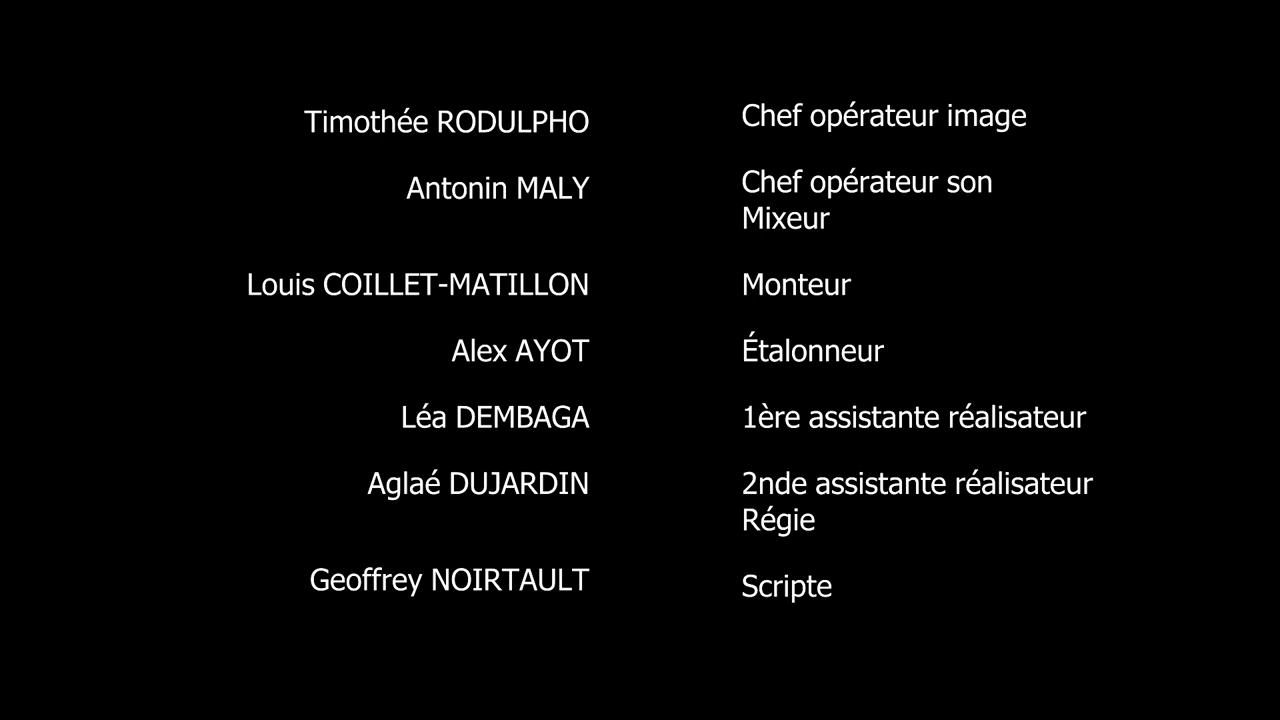 Timothée RODULPHO Chef opérateur image
Antonin MALY Chef opérateur son
Mixeur
Louis COILLET-MATILLON Monteur
Alex AYOT Étalonneur
Léa DEMBAGA 1ère assistante réalisateur
Aglaé DUJARDIN 2nde assistante réalisateur
Régie
Geoffrey NOIRTAULT Scripte